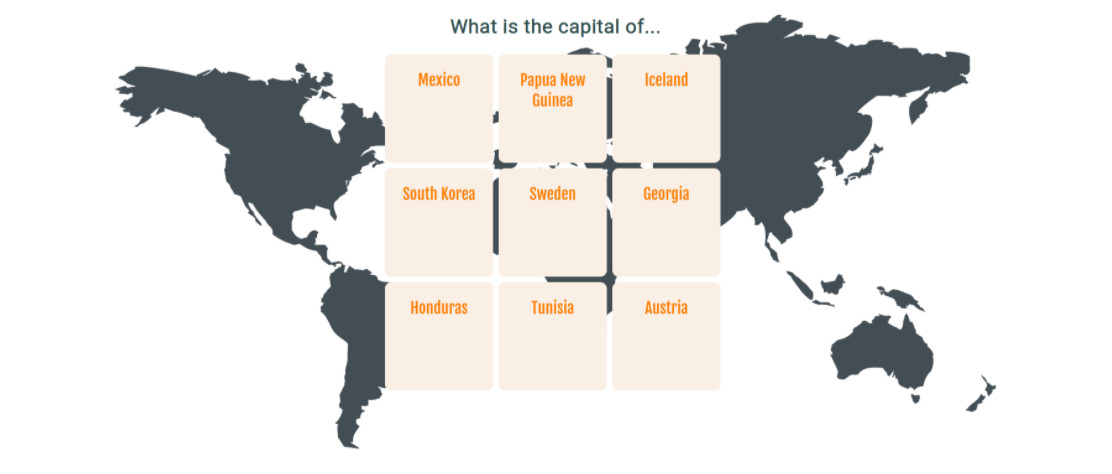 What is the capital of...
Mexico
Papua New
Guinea
Iceland
South Korea
Sweden
Georgia
Honduras
Tunisia
Austria